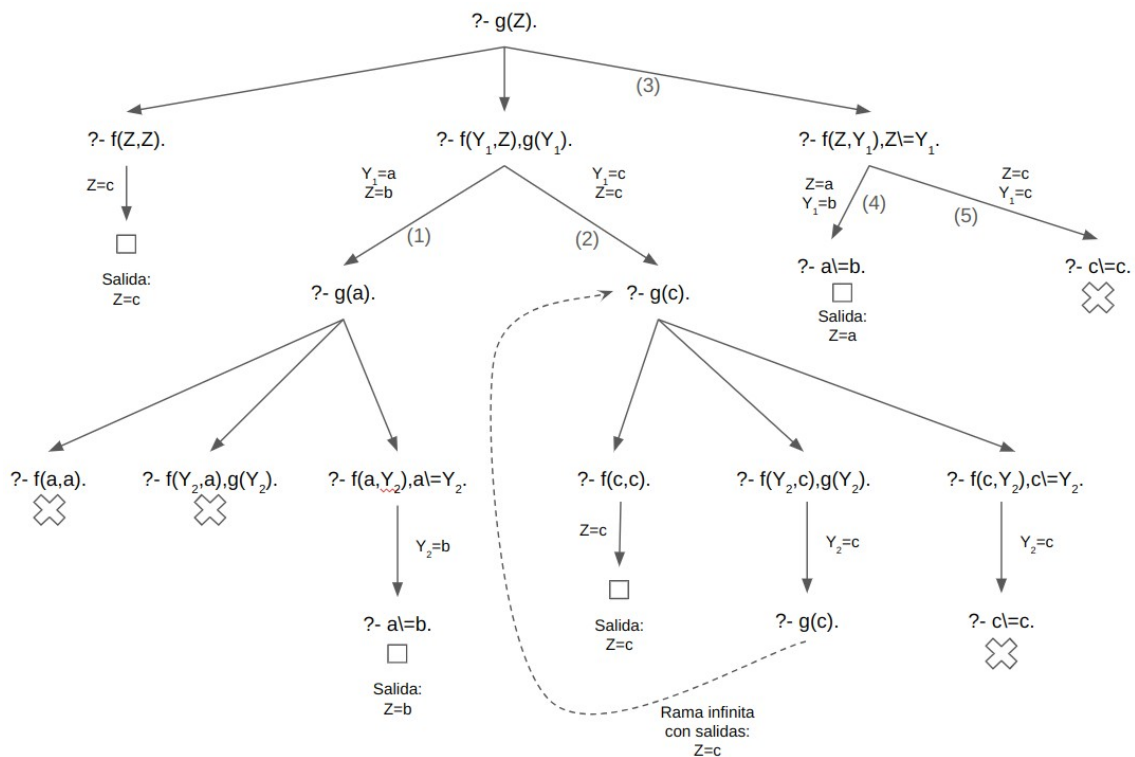 ?- g(Z).
(3)
?- f(Z,Z).
?- f(Y₁,Z),g(Y₁).
?- f(Z,Y₁),Z\=Y₁.
Z=c
Y₁=a
Z=b
Y₁=c
Z=c
Z=a
Y₁=b
Z=c
Y₁=c
(1)
(2)
(4)
(5)
Salida:
Z=c
?- g(a).
?- g(c).
?- a\=b.
Salida:
Z=a
?- c\=c.
?- f(a,a).
?- f(Y₂,a),g(Y₂).
?- f(a,Y₂),a\=Y₂.
?- f(c,c).
?- f(Y₂,c),g(Y₂).
?- f(c,Y₂),c\=Y₂.
Y₂=b
Z=c
Y₂=c
Y₂=c
?- a\=b.
Salida:
Z=b
Salida:
Z=c
?- g(c).
?- c\=c.
Rama infinita
con salidas:
Z=c